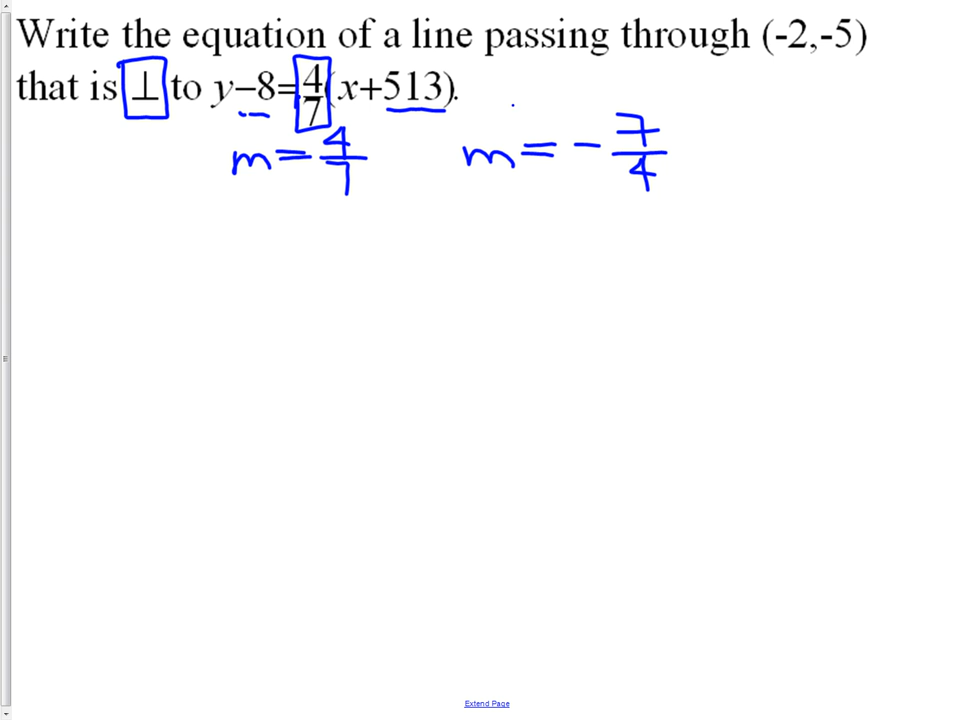 Write the equation of a line passing through (-2,-5)
that is ⊥ to y−8=4/7(x+513).
m = 4/7 m = - 7/4
Extend Page